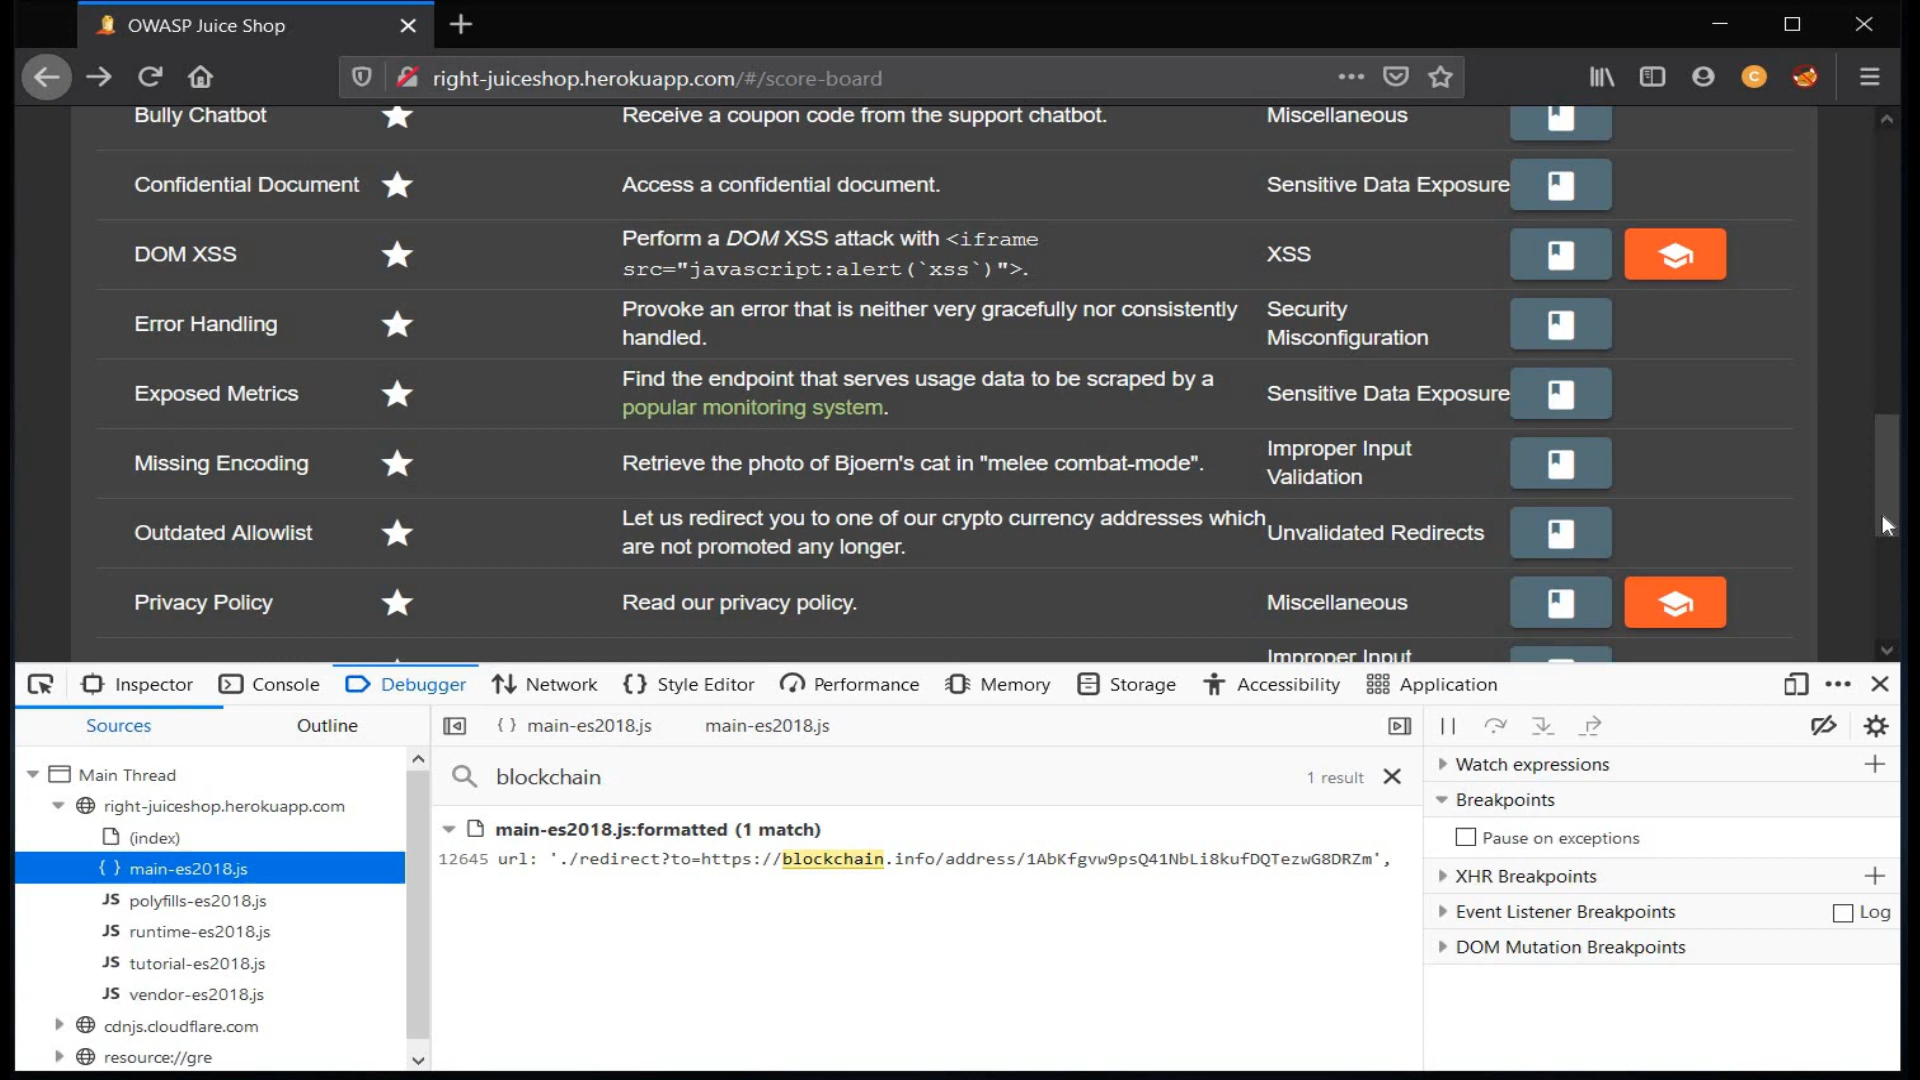 OWASP Juice Shop
right-juiceshop.herokuapp.com/#/score-board
Bully Chatbot Receive a coupon code from the support chatbot. Miscellaneous
Confidential Document Access a confidential document. Sensitive Data Exposure
DOM XSS Perform a DOM XSS attack with <iframe
src="javascript:alert(`xss`)">. XSS
Error Handling Provoke an error that is neither very gracefully nor consistently
handled. Security
Misconfiguration
Exposed Metrics Find the endpoint that serves usage data to be scraped by a
popular monitoring system. Sensitive Data Exposure
Missing Encoding Retrieve the photo of Bjoern's cat in "melee combat-mode". Improper Input
Validation
Outdated Allowlist Let us redirect you to one of our crypto currency addresses which
are not promoted any longer. Unvalidated Redirects
Privacy Policy Read our privacy policy. Miscellaneous
Improper Input
Inspector Console Debugger Network {} Style Editor Performance Memory Storage Accessibility Application
Sources Outline
{ } main-es2018.js main-es2018.js
Main Thread
right-juiceshop.herokuapp.com
(index)
{ } main-es2018.js
JS polyfills-es2018.js
JS runtime-es2018.js
JS tutorial-es2018.js
JS vendor-es2018.js
cdnjs.cloudflare.com
resource://gre
blockchain 1 result
main-es2018.js:formatted (1 match)
12645 url: './redirect?to=https://blockchain.info/address/1AbKfgvw9psQ41NbLi8kufDQTezwG8DRZm',
Watch expressions
Breakpoints
Pause on exceptions
XHR Breakpoints
Event Listener Breakpoints Log
DOM Mutation Breakpoints